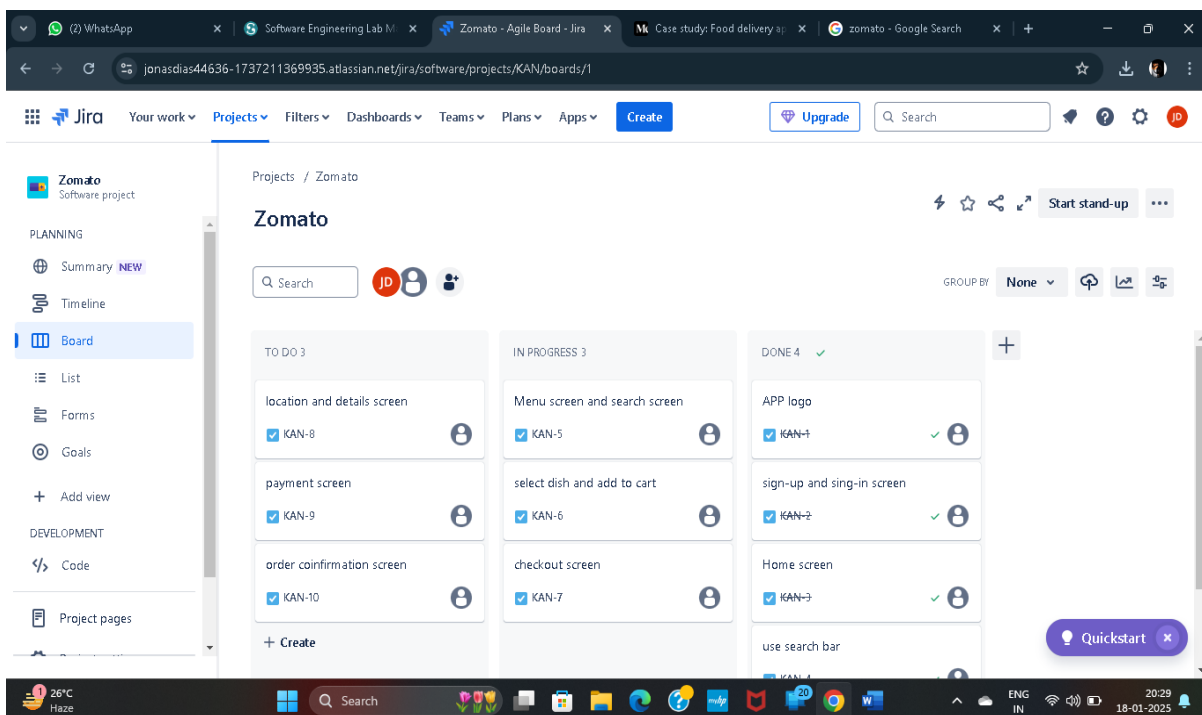 (2) WhatsApp
Software Engineering Lab M
Zomato - Agile Board - Jira
Case study: Food delivery ap
zomato - Google Search
jonasdias44636-1737211369935.atlassian.net/jira/software/projects/KAN/boards/1
Jira Your work Projects Filters Dashboards Teams Plans Apps Create Upgrade Search JD
Zomato
Software project
PLANNING
Summary NEW
Timeline
Board
List
Forms
Goals
Add view
DEVELOPMENT
Code
Project pages
Projects / Zomato
Zomato
Start stand-up
Search JD
GROUP BY None
TO DO 3
location and details screen
KAN-8
payment screen
KAN-9
order coinfirmation screen
KAN-10
+ Create
IN PROGRESS 3
Menu screen and search screen
KAN-5
select dish and add to cart
KAN-6
checkout screen
KAN-7
DONE 4
APP logo
KAN-1
sign-up and sing-in screen
KAN-2
Home screen
KAN-3
use search bar
KAN-4
Quickstart
1
26°C
Haze
Search
mhp
20
ENG
IN
20:29
18-01-2025